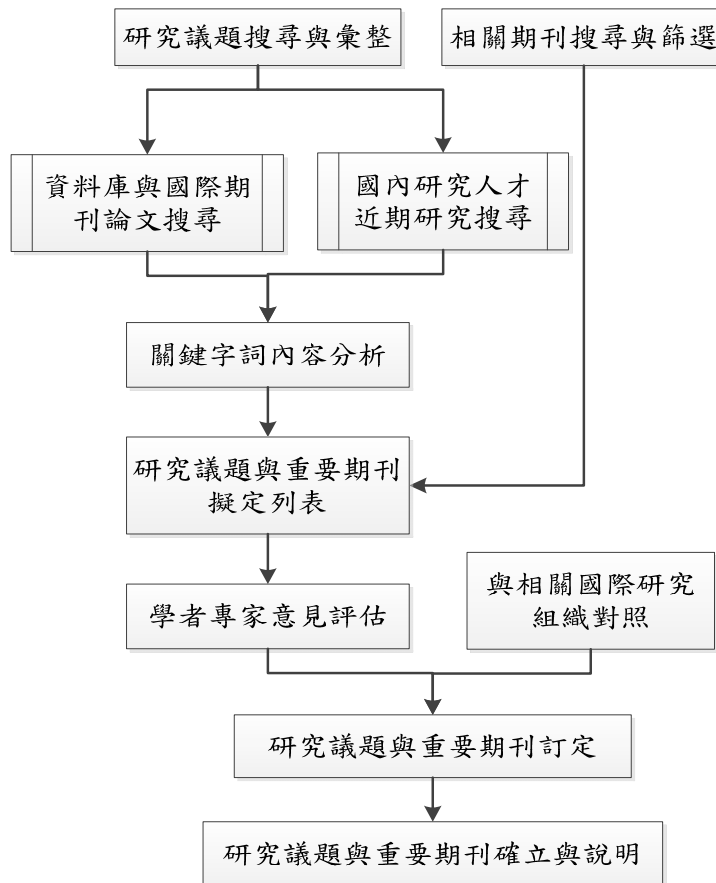 研究議題搜尋與彙整
相關期刊搜尋與篩選
資料庫與國際期
刊論文搜尋
國內研究人才
近期研究搜尋
關鍵字詞內容分析
研究議題與重要期刊
擬定列表
學者專家意見評估
與相關國際研究
組織對照
研究議題與重要期刊訂定
研究議題與重要期刊確立與說明